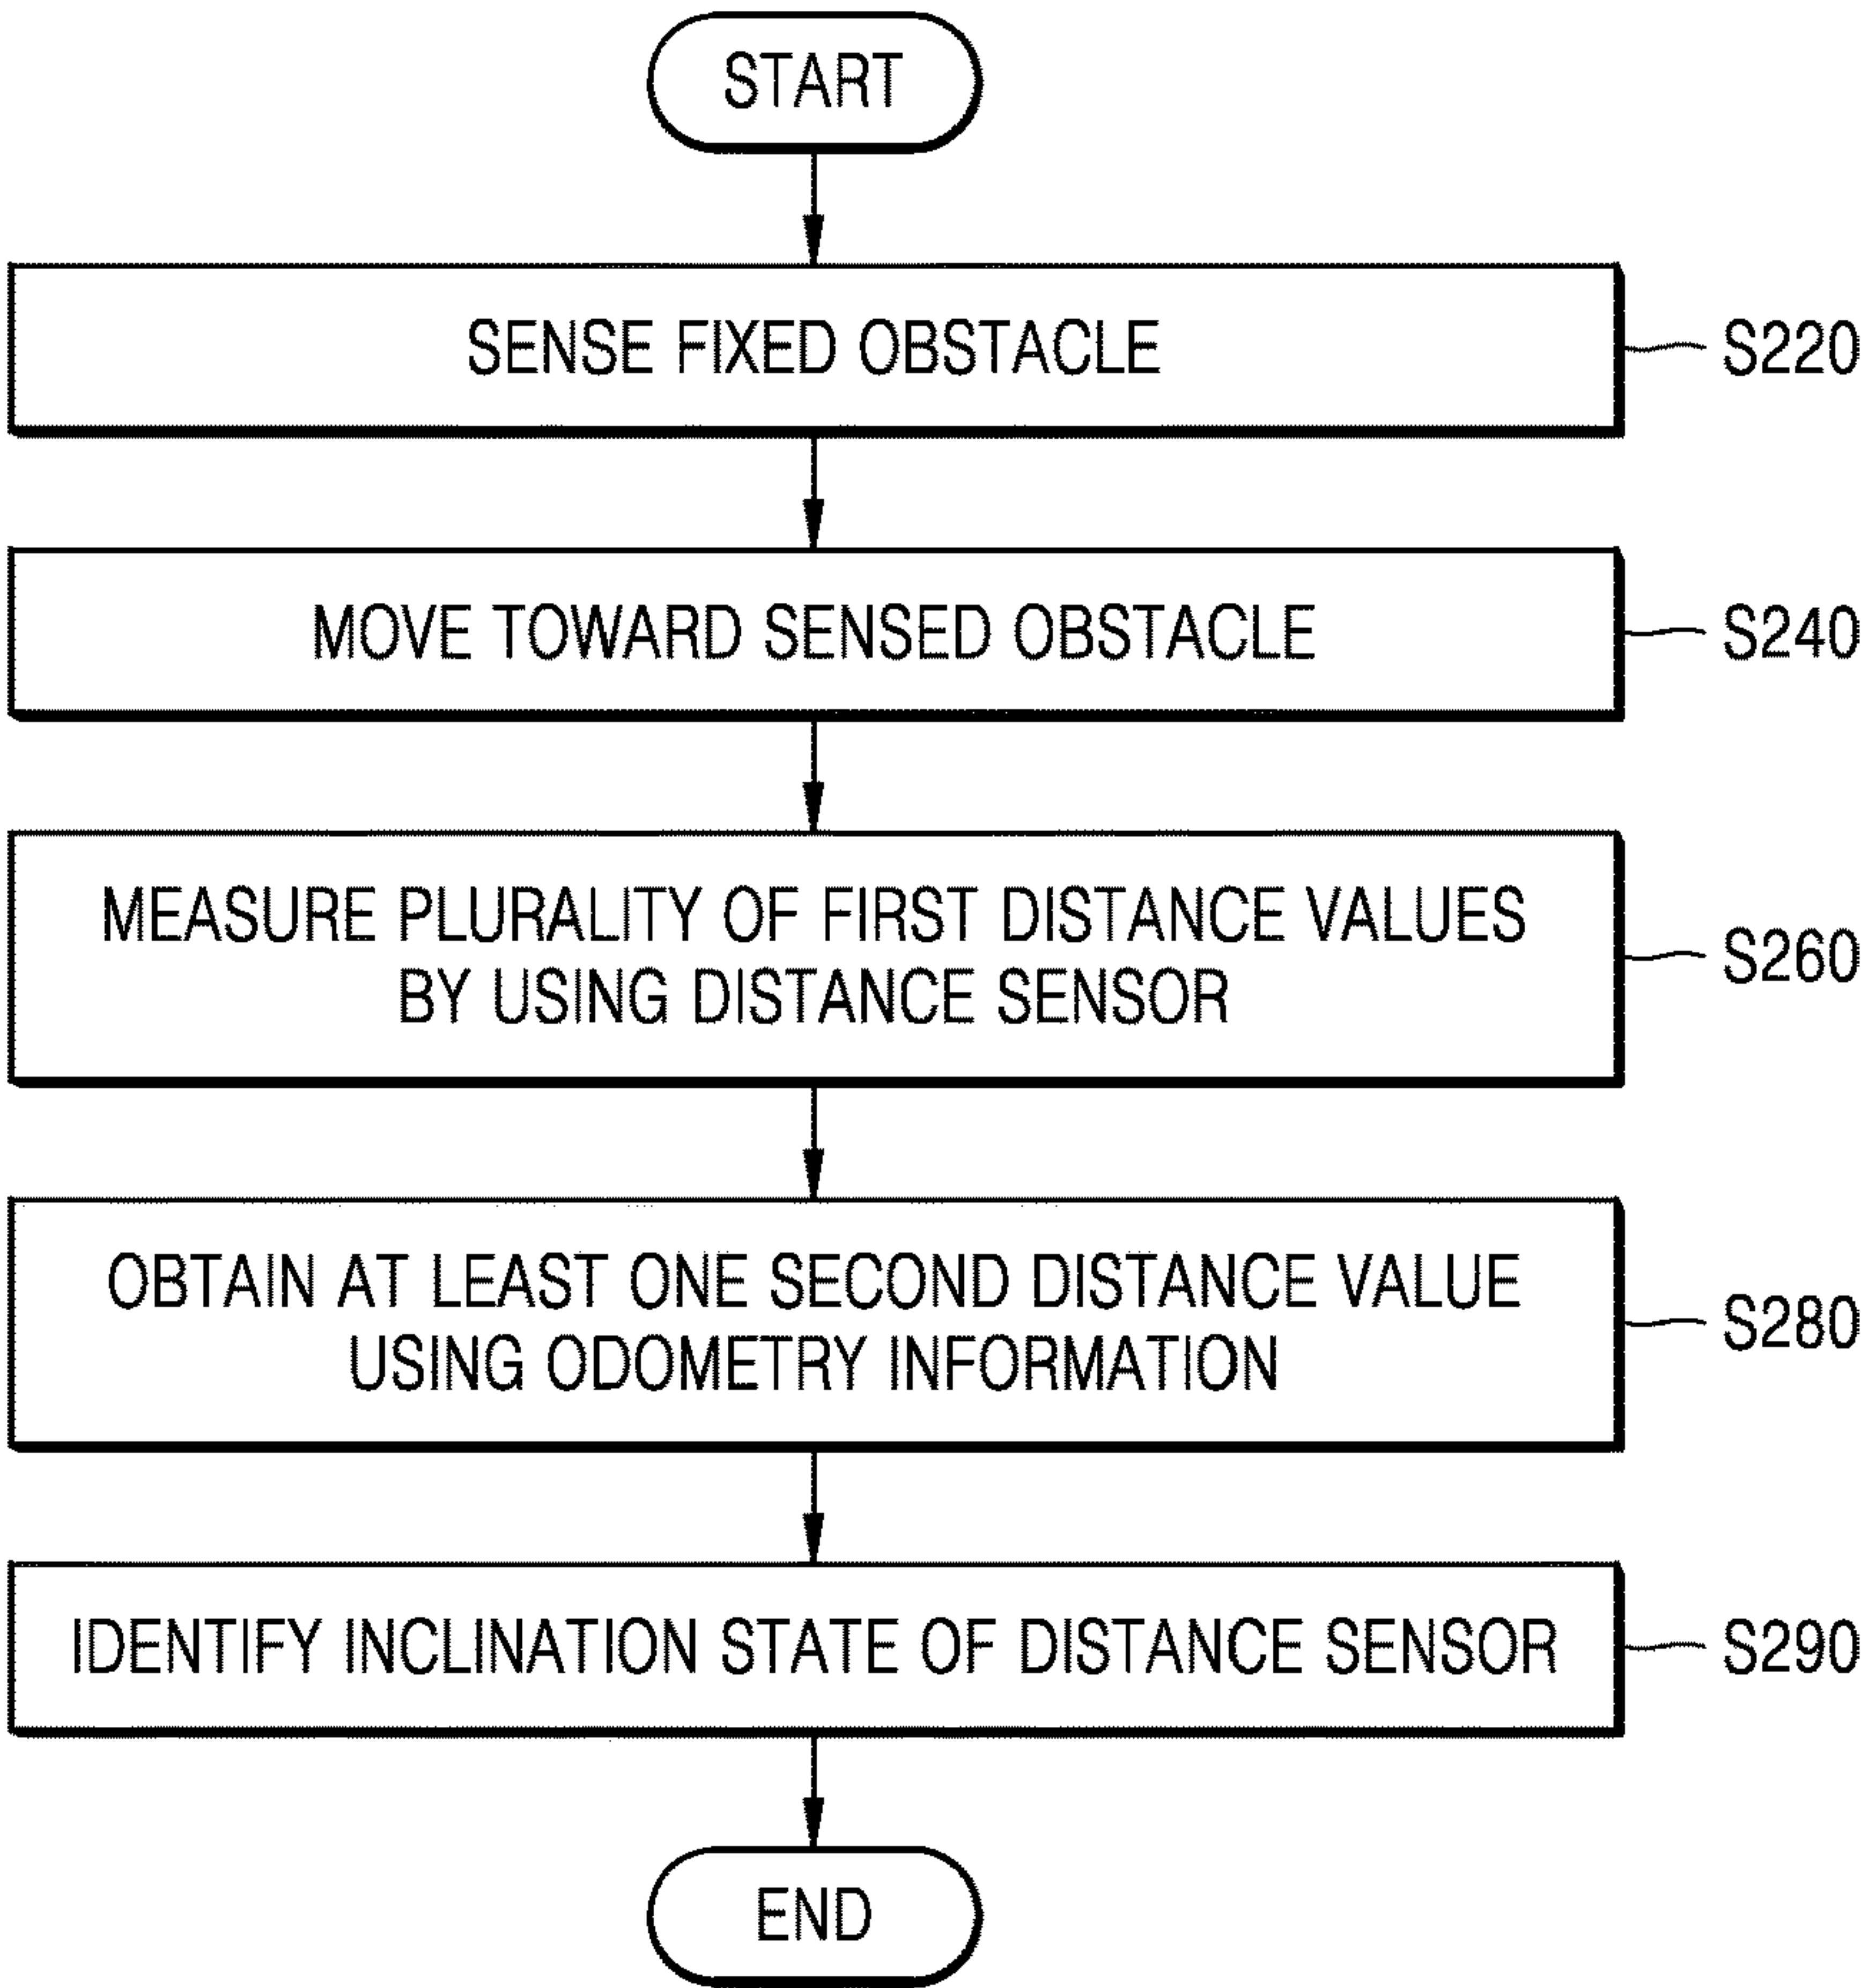 START
SENSE FIXED OBSTACLE
S220
MOVE TOWARD SENSED OBSTACLE
S240
MEASURE PLURALITY OF FIRST DISTANCE VALUES
BY USING DISTANCE SENSOR
S260
OBTAIN AT LEAST ONE SECOND DISTANCE VALUE
USING ODOMETRY INFORMATION
S280
IDENTIFY INCLINATION STATE OF DISTANCE SENSOR
S290
END